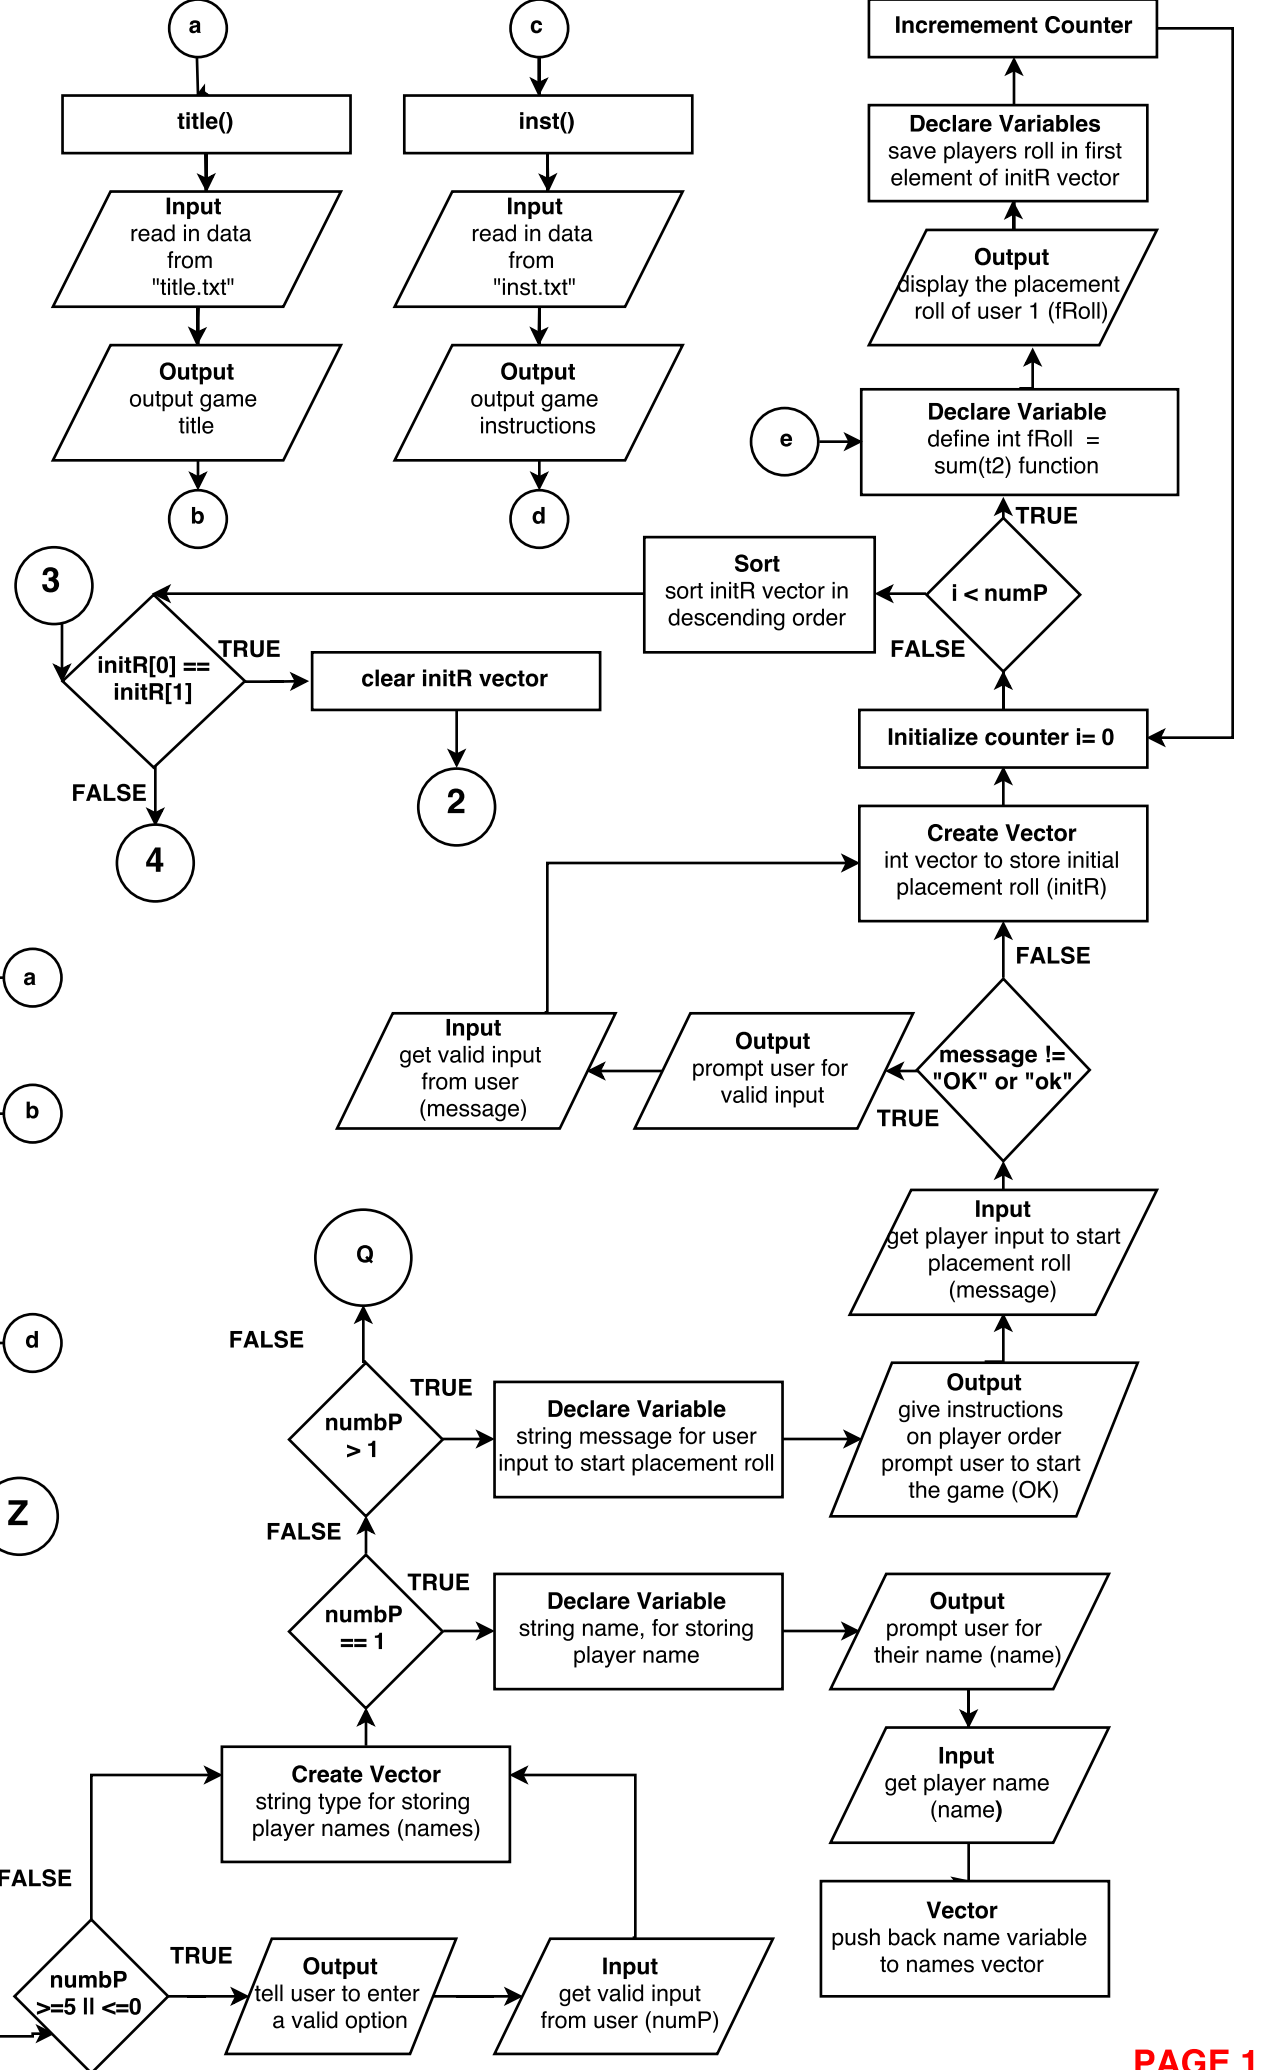 a
title()
Input
read in data
from
"title.txt"
Output
output game
title
b
c
inst()
Input
read in data
from
"inst.txt"
Output
output game
instructions
d
Incremement Counter
Declare Variables
save players roll in first
element of initR vector
Output
display the placement
roll of user 1 (fRoll)
Declare Variable
define int fRoll =
sum(t2) function
e
TRUE
i < numP
FALSE
Sort
sort initR vector in
descending order
3
initR[0] ==
initR[1]
TRUE
clear initR vector
2
FALSE
4
Initialize counter i= 0
Create Vector
int vector to store initial
placement roll (initR)
FALSE
message !=
"OK" or "ok"
TRUE
Output
prompt user for
valid input
Input
get valid input
from user
(message)
a
b
d
Z
Input
get player input to start
placement roll
(message)
Q
FALSE
numbP
> 1
TRUE
Declare Variable
string message for user
input to start placement roll
Output
give instructions
on player order
prompt user to start
the game (OK)
FALSE
numbP
== 1
TRUE
Declare Variable
string name, for storing
player name
Output
prompt user for
their name (name)
Input
get player name
(name)
Vector
push back name variable
to names vector
Create Vector
string type for storing
player names (names)
FALSE
numbP
>=5 || <=0
TRUE
Output
tell user to enter
a valid option
Input
get valid input
from user (numP)
PAGE 1